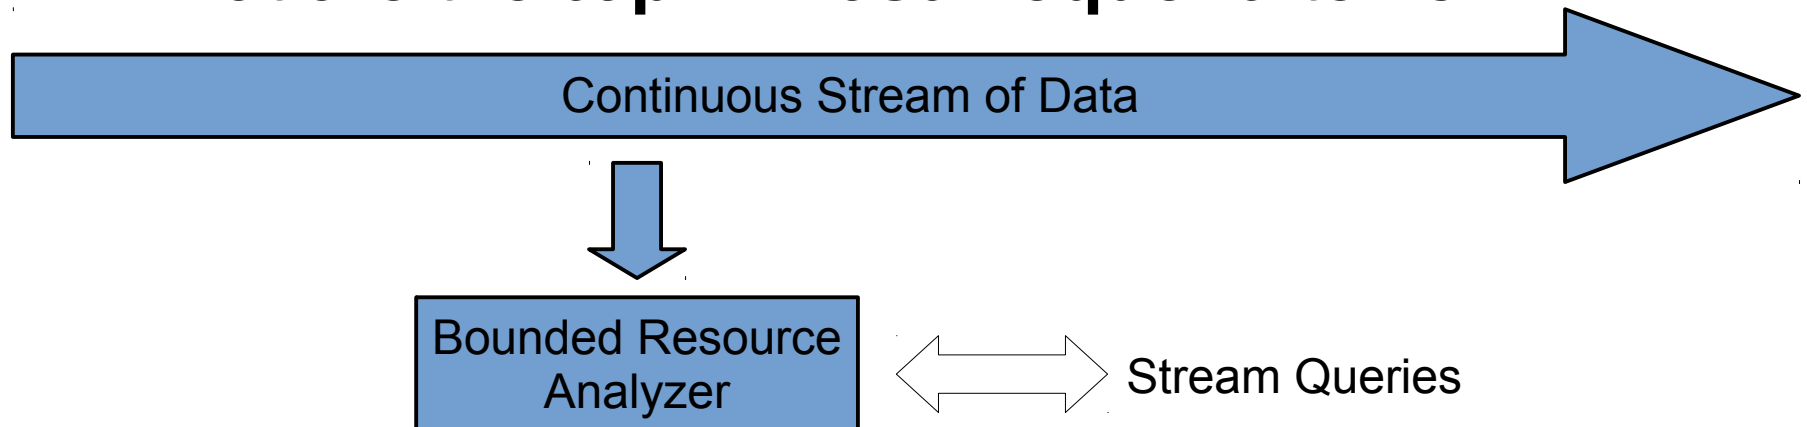 Continuous Stream of Data
Bounded Resource
Analyzer
Stream Queries